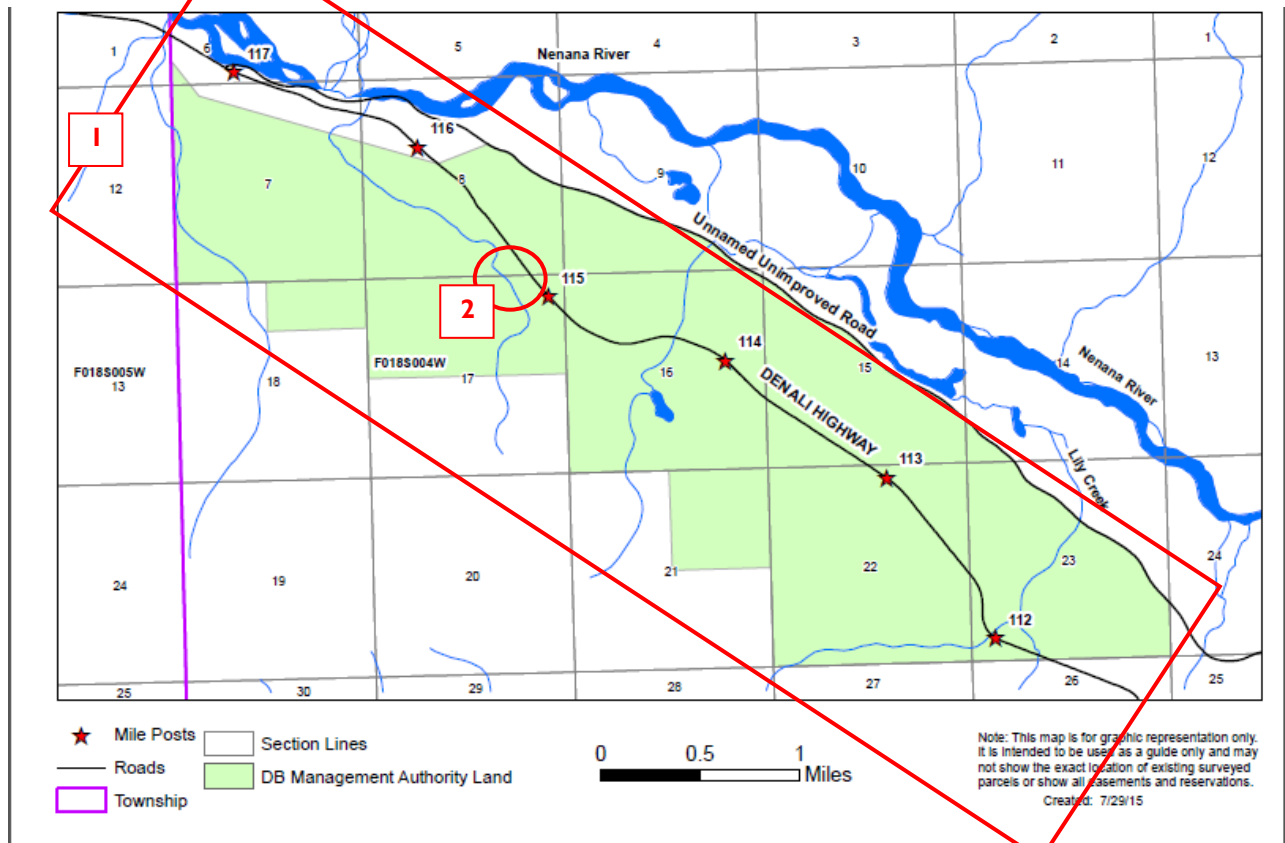 1
6
117
5
Nenana River
4
3
2
1
116
1
12
7
8
9
10
11
12
Unnamed Unimproved Road
115
2
114
DENALI HIGHWAY
15
14
Nenana River
13
F018S005W
13
18
F018S004W
17
16
113
Lily Creek
24
19
20
21
22
23
24
112
25
30
29
28
27
26
25
Mile Posts
Roads
Township
Section Lines
DB Management Authority Land
0 0.5 1
Miles
Note: This map is for graphic representation only.
It is intended to be used as a guide only and may
not show the exact location of existing surveyed
parcels or show all easements and reservations.
Created: 7/29/15